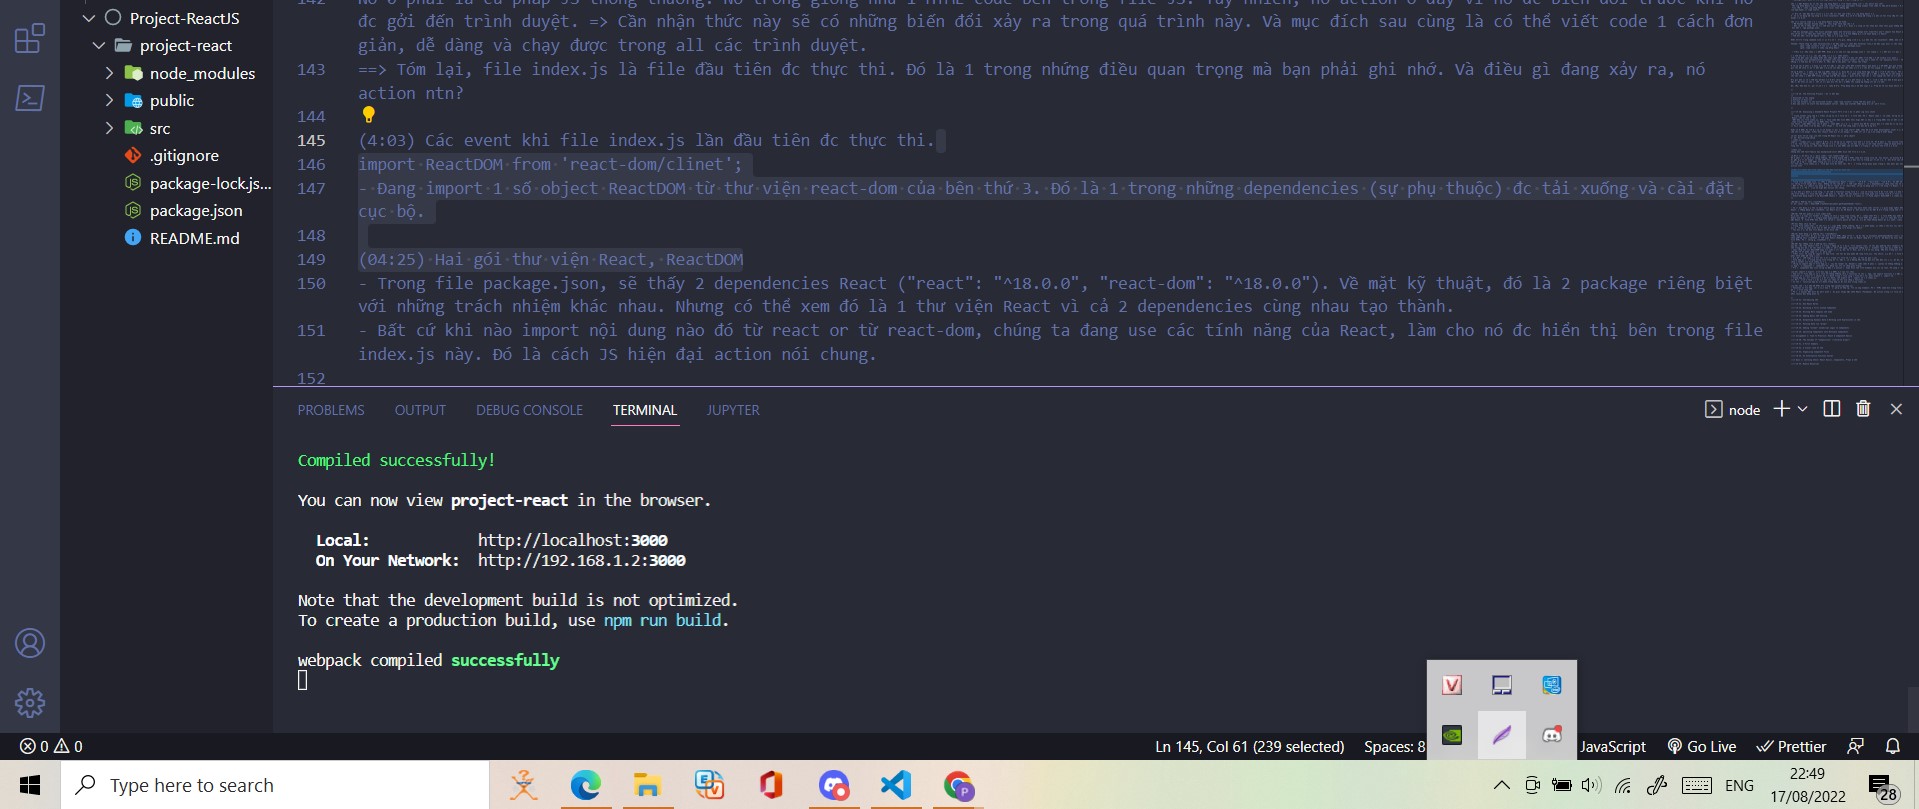 Project-ReactJS
project-react
node_modules
public
src
.gitignore
package-lock.js...
package.json
README.md
142
đc gởi đến trình duyệt. => Cần nhận thức này sẽ có những biến đổi xảy ra trong quá trình này. Và mục đích sau cùng là có thể viết code 1 cách đơn
giản, dễ dàng và chạy được trong all các trình duyệt.
143 ==> Tóm lại, file index.js là file đầu tiên đc thực thi. Đó là 1 trong nhứng điều quan trọng mà bạn phải ghi nhớ. Và điều gì đang xảy ra, nó
action ntn?
144
145 (4:03) Các event khi file index.js lần đầu tiên đc thực thi.
146 import ReactDOM from 'react-dom/clinet';
147 - Đang import 1 số object ReactDOM từ thư viện react-dom của bên thứ 3. Đó là 1 trong những dependencies (sự phụ thuộc) đc tải xuống và cài đặt
cục bộ.
148
149 (04:25) Hai gói thư viện React, ReactDOM
150 - Trong file package.json, sẽ thấy 2 dependencies React ("react": "^18.0.0", "react-dom": "^18.0.0"). Về mặt kỹ thuật, đó là 2 package riêng biệt
với những trách nhiệm khác nhau. Nhưng có thể xem đó là 1 thư viện React vì cả 2 dependencies cùng nhau tạo thành.
151 - Bất cứ khi nào import nội dung nào đó từ react or từ react-dom, chúng ta đang use các tính năng của React, làm cho nó đc hiển thị bên trong file
index.js này. Đó là cách JS hiện đại action nói chung.
152
PROBLEMS OUTPUT DEBUG CONSOLE TERMINAL JUPYTER
node
Compiled successfully!
You can now view project-react in the browser.
Local: http://localhost:3000
On Your Network: http://192.168.1.2:3000
Note that the development build is not optimized.
To create a production build, use npm run build.
webpack compiled successfully
0 0
Ln 145, Col 61 (239 selected) Spaces: 8 JavaScript Go Live Prettier
Type here to search
ENG
22:49
17/08/2022
28